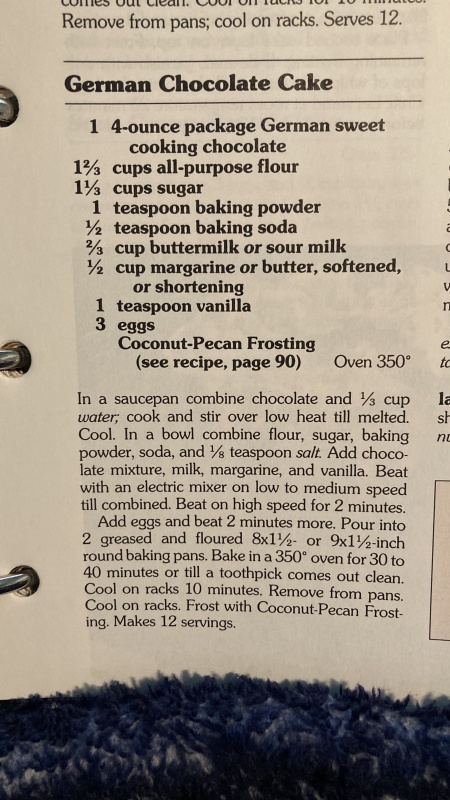 comes out clean. Cool on racks for 10 minutes.
Remove from pans; cool on racks. Serves 12.
German Chocolate Cake
1 4-ounce package German sweet
cooking chocolate
1⅔ cups all-purpose flour
1⅓ cups sugar
1 teaspoon baking powder
½ teaspoon baking soda
⅔ cup buttermilk or sour milk
½ cup margarine or butter, softened,
or shortening
1 teaspoon vanilla
3 eggs
Coconut-Pecan Frosting
(see recipe, page 90) Oven 350°
In a saucepan combine chocolate and ⅓ cup
water; cook and stir over low heat till melted.
Cool. In a bowl combine flour, sugar, baking
powder, soda, and ⅛ teaspoon salt. Add choco-
late mixture, milk, margarine, and vanilla. Beat
with an electric mixer on low to medium speed
till combined. Beat on high speed for 2 minutes.
Add eggs and beat 2 minutes more. Pour into
2 greased and floured 8x1½- or 9x1½-inch
round baking pans. Bake in a 350° oven for 30 to
40 minutes or till a toothpick comes out clean.
Cool on racks 10 minutes. Remove from pans.
Cool on racks. Frost with Coconut-Pecan Frost-
ing. Makes 12 servings.